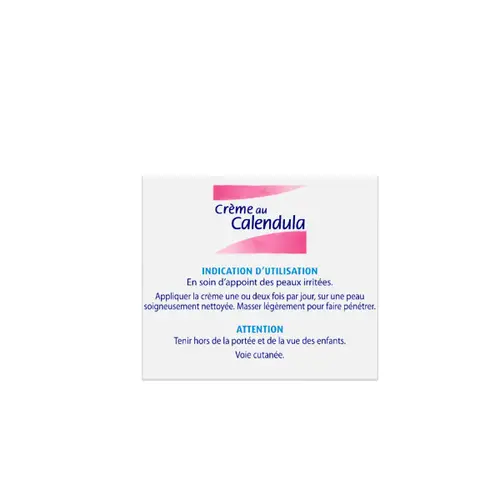 Crème au
Calendula
INDICATION D'UTILISATION
En soin d'appoint des peaux irritées.
Appliquer la crème une ou deux fois par jour, sur une peau
soigneusement nettoyée. Masser légèrement pour faire pénétrer.
ATTENTION
Tenir hors de la portée et de la vue des enfants.
Voie cutanée.